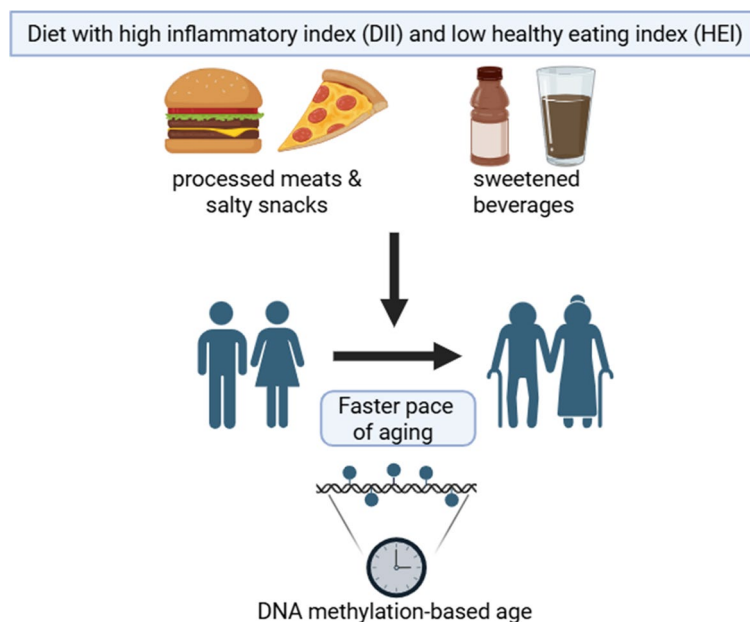 Diet with high inflammatory index (DII) and low healthy eating index (HEI)
processed meats &
salty snacks
sweetened
beverages
Faster pace
of aging
DNA methylation-based age